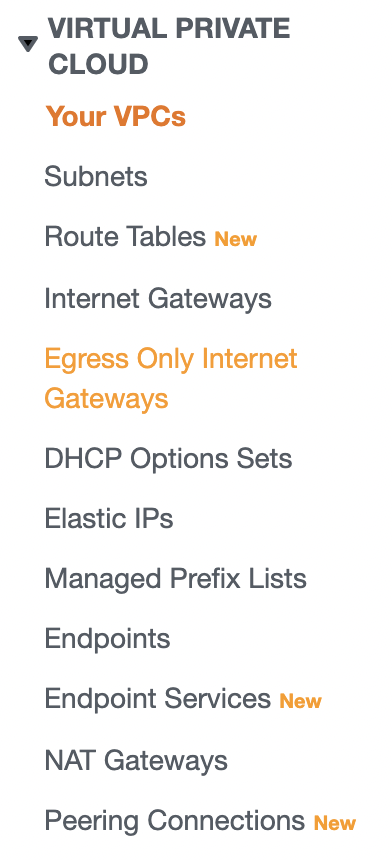 VIRTUAL PRIVATE
CLOUD
Your VPCs
Subnets
Route Tables New
Internet Gateways
Egress Only Internet
Gateways
DHCP Options Sets
Elastic IPs
Managed Prefix Lists
Endpoints
Endpoint Services New
NAT Gateways
Peering Connections New